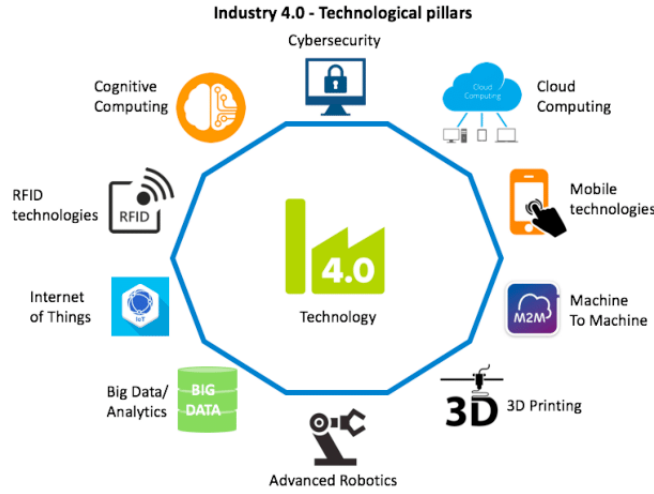 Industry 4.0 - Technological pillars
Cybersecurity
Cloud
Computing
Cloud
Computing
Mobile
technologies
M2M
Machine
To Machine
3D
3D Printing
Advanced Robotics
Big Data/
Analytics
BIG
DATA
Internet
of Things
IoT
RFID
technologies
RFID
Cognitive
Computing
4.0
Technology